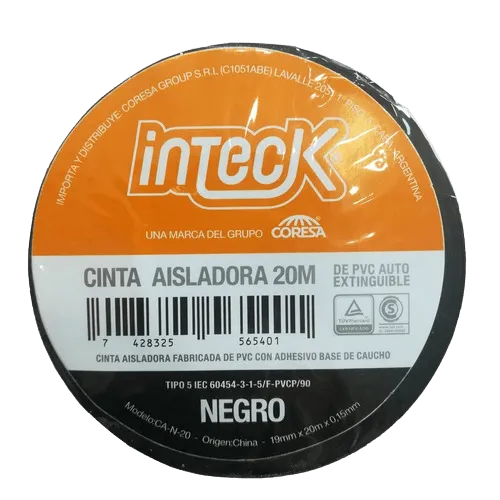 IMPORTA Y DISTRIBUYE: CORESA GROUP S.R.L (C1051ABE) LAVALLE ARGENTINA
inTecK
UNA MARCA DEL GRUPO CORESA
CINTA AISLADORA 20M
DE PVC AUTO
EXTINGUIBLE
7 428325 565401
CINTA AISLADORA FABRICADA DE PVC CON ADHESIVO BASE DE CAUCHO
TIPO 5 IEC 60454-3-1-5/F-PVCP/90
NEGRO
Modelo:CA-N-20 - Origen:China - 19mm x 20m x 0,15mm